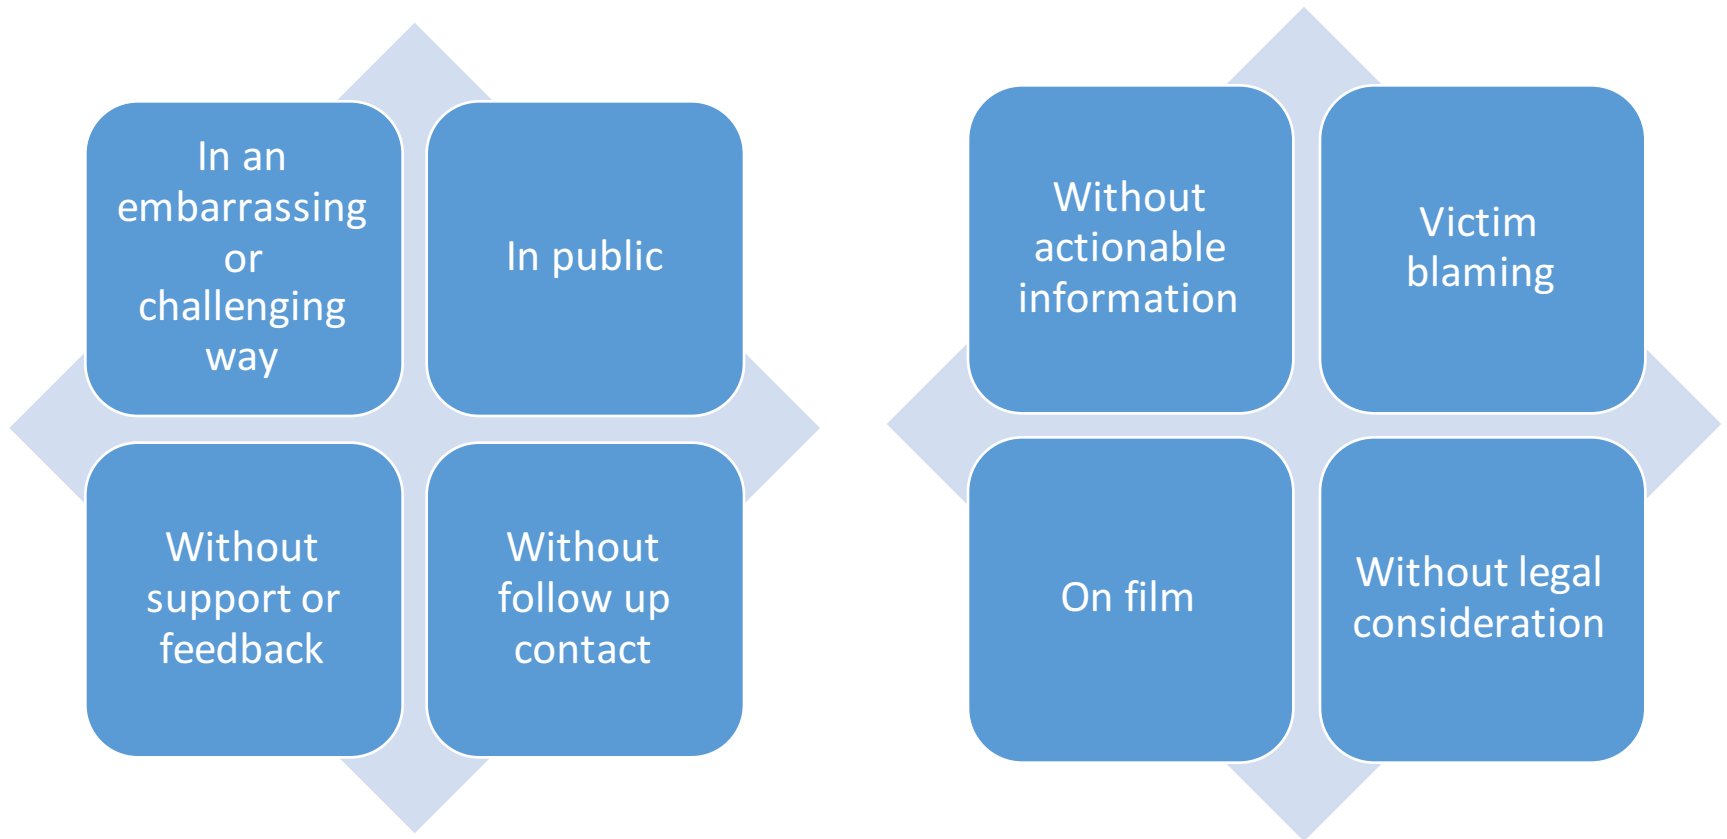 In an
embarrassing
or
challenging
way
In public
Without
support or
feedback
Without
follow up
contact
Without
actionable
information
Victim
blaming
On film
Without legal
consideration